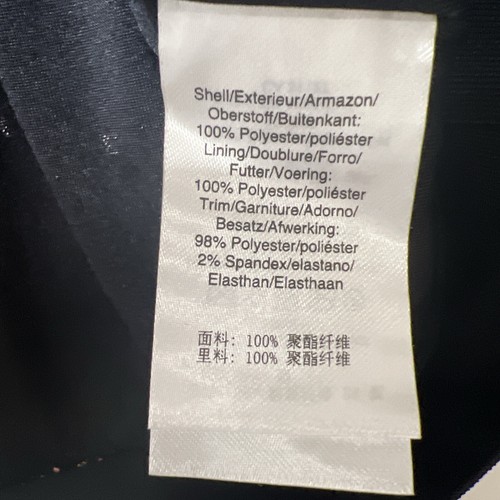 Shell/Exterieur/Armazon/
Oberstoff/Buitenkant:
100% Polyester/poliéster
Lining/Doublure/Forro/
Futter/Voering:
100% Polyester/poliéster
Trim/Garniture/Adorno/
Besatz/Afwerking:
98% Polyester/poliéster
2% Spandex/elastano/
Elasthan/Elasthaan
面料: 100% 聚酯纤维
里料: 100% 聚酯纤维